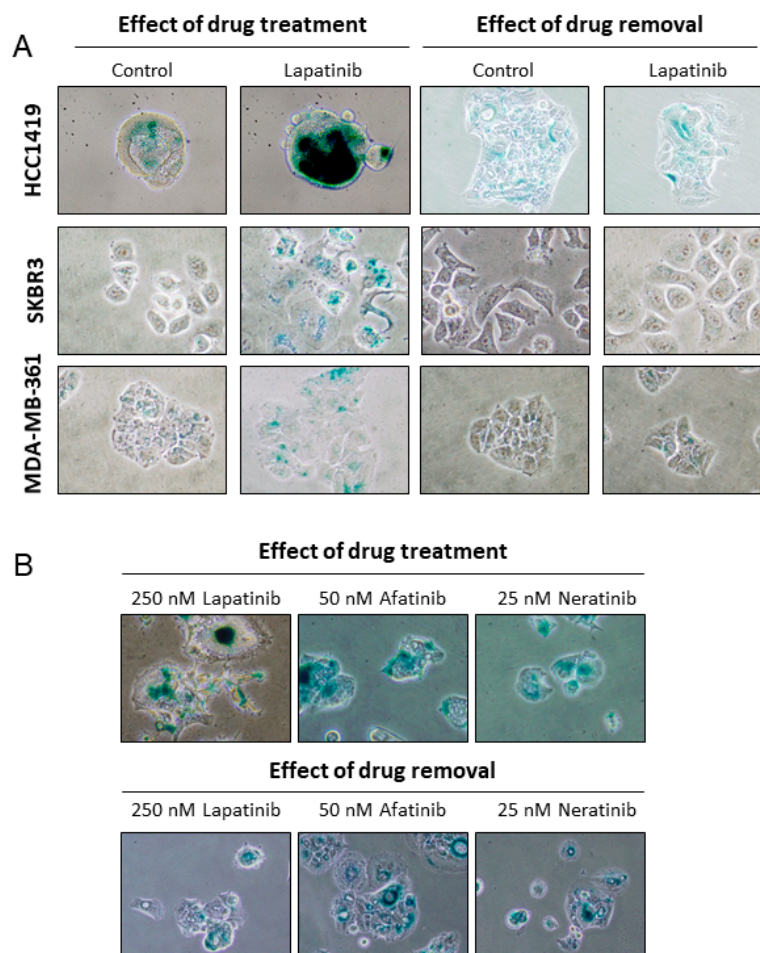 A
Effect of drug treatment
Effect of drug removal
Control
Lapatinib
Control
Lapatinib
HCC1419
SKBR3
MDA-MB-361
B
Effect of drug treatment
250 nM Lapatinib
50 nM Afatinib
25 nM Neratinib
Effect of drug removal
250 nM Lapatinib
50 nM Afatinib
25 nM Neratinib